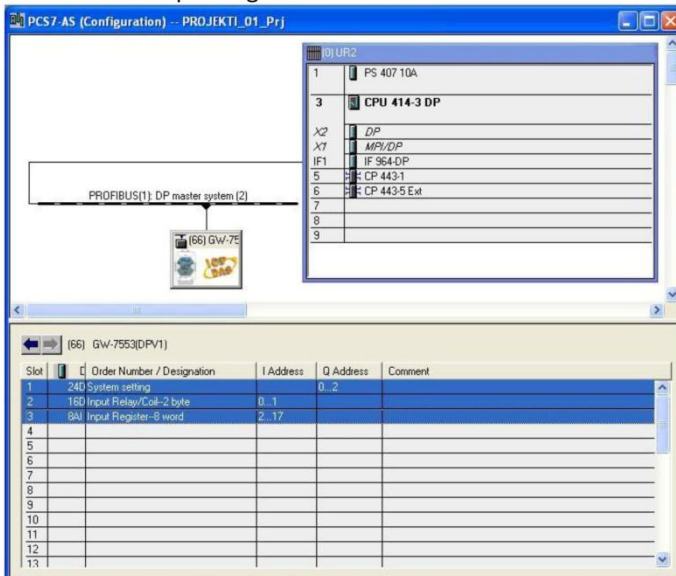 PCS7-AS (Configuration) -- PROJEKTI_01_Prj
(0) UR2
1 PS 407 10A
3 CPU 414-3 DP
X2 DP
X1 MPI/DP
IF1 IF 964-DP
5 CP 443-1
6 CP 443-5 Ext
7
8
9
PROFIBUS(1): DP master system (2)
(66) GW-75
ICP
DAS
(66) GW-7553(DPV1)
Slot D Order Number / Designation I Address Q Address Comment
1 24D System setting 0...2
2 16D Input Relay/Coil--2 byte 0...1
3 8AI Input Register--8 word 2...17
4
5
6
7
8
9
10
11
12
13